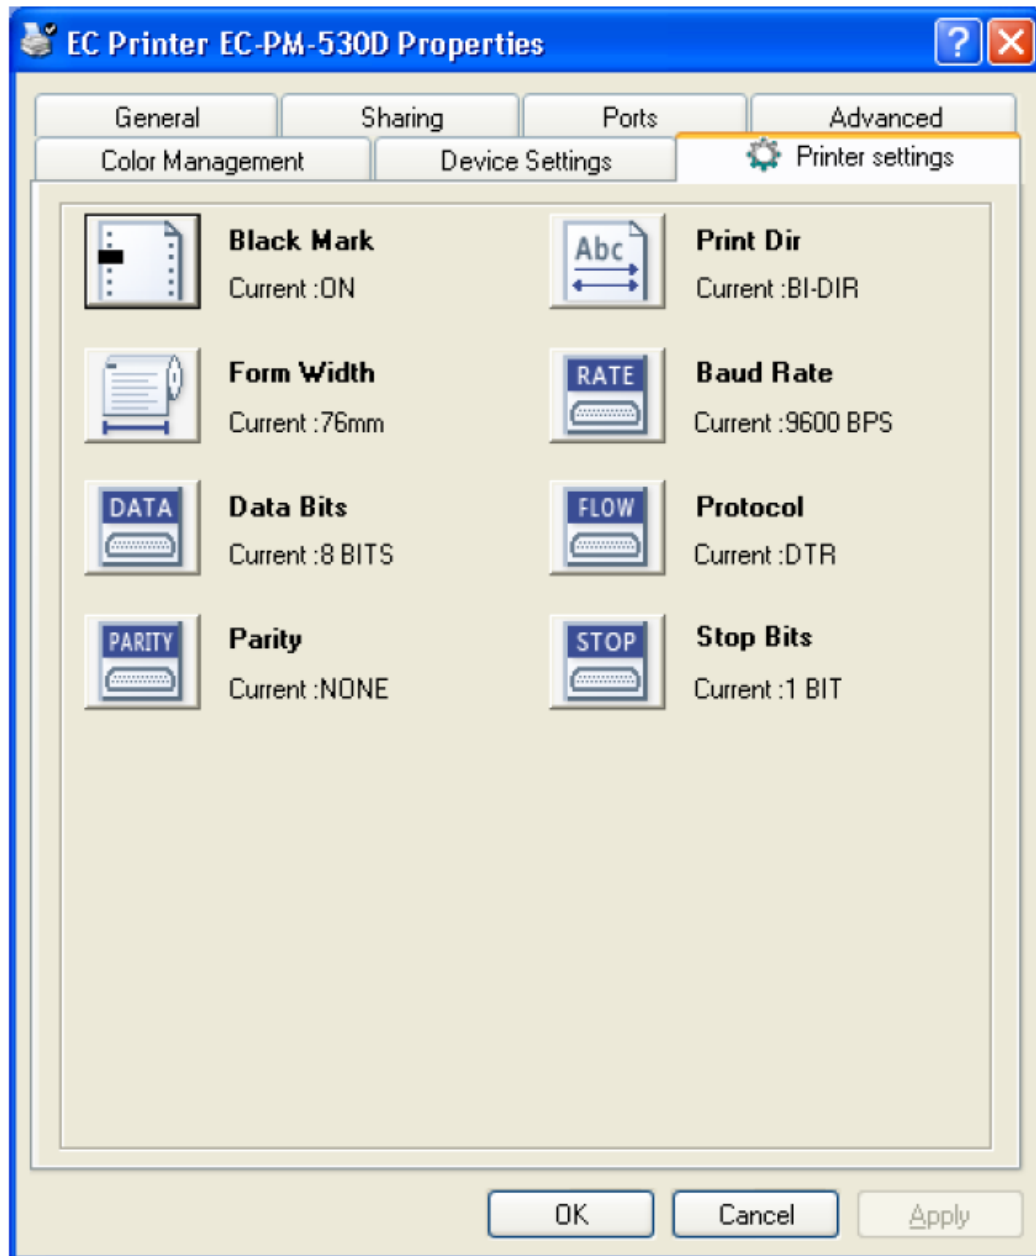 EC Printer EC-PM-530D Properties
General Sharing Ports Advanced
Color Management Device Settings Printer settings
Black Mark
Current :ON
Abc
Print Dir
Current :BI-DIR
Form Width
Current :76mm
RATE
Baud Rate
Current :9600 BPS
DATA
Data Bits
Current :8 BITS
FLOW
Protocol
Current :DTR
PARITY
Parity
Current :NONE
STOP
Stop Bits
Current :1 BIT
OK Cancel Apply